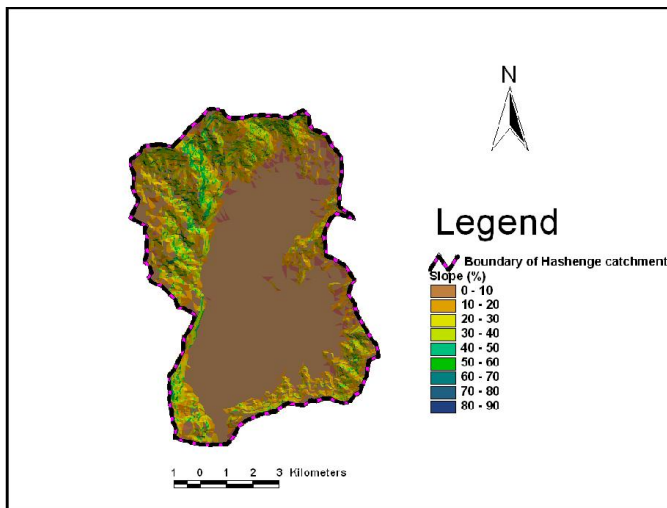 N
Legend
Boundary of Hashenge catchment
Slope (%)
0 - 10
10 - 20
20 - 30
30 - 40
40 - 50
50 - 60
60 - 70
70 - 80
80 - 90
1 0 1 2 3 Kilometers